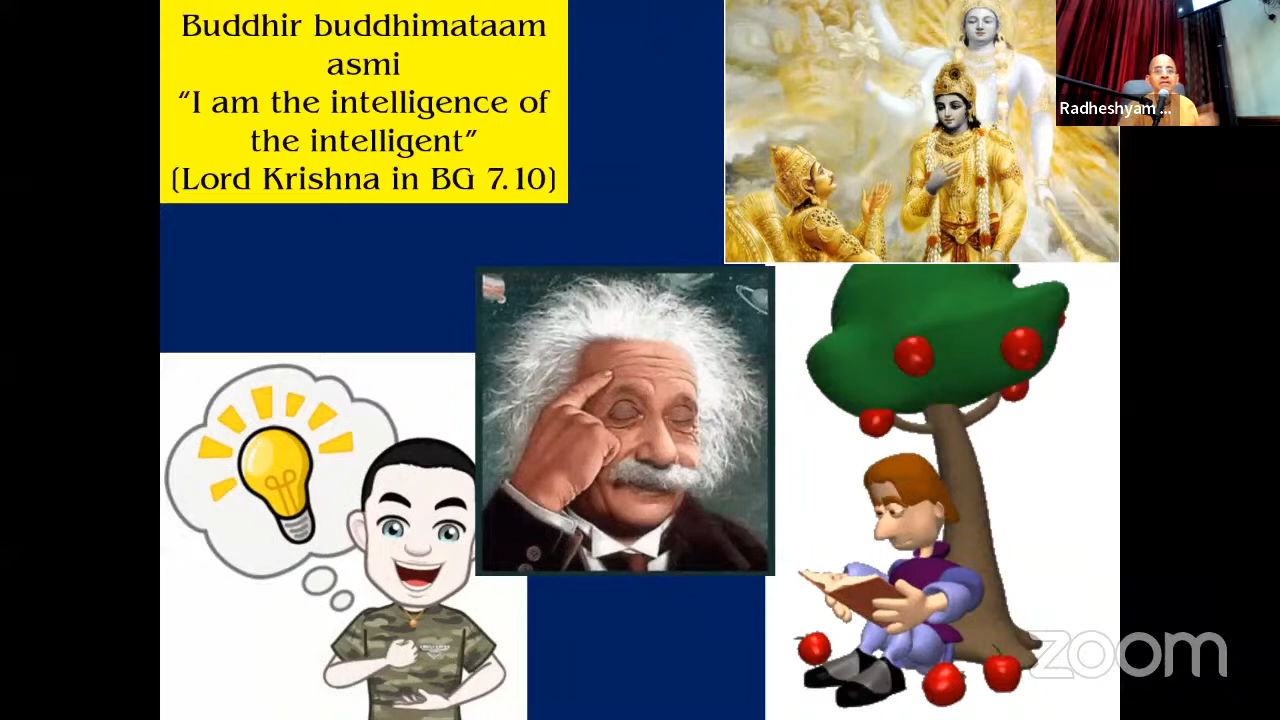 Buddhir buddhimataam
asmi
“I am the intelligence of
the intelligent”
(Lord Krishna in BG 7.10)
Radheshyam ...
zoom